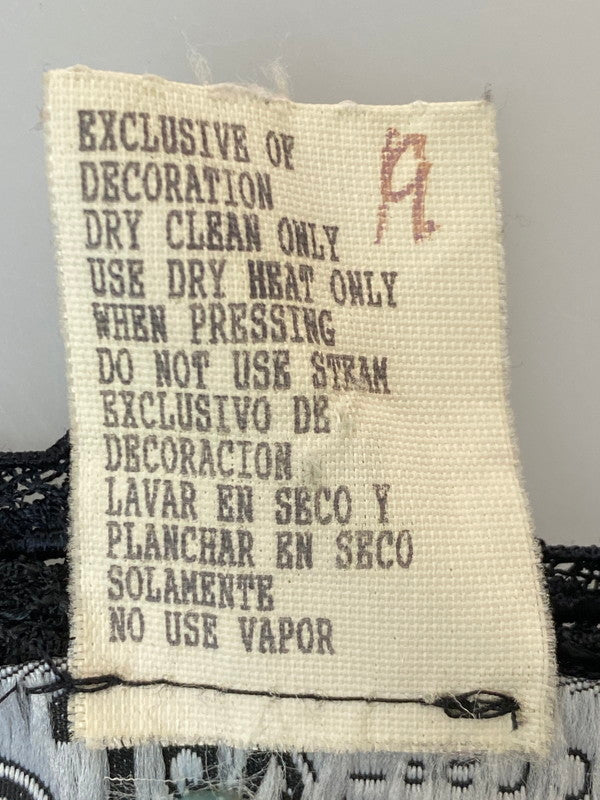 EXCLUSIVE OF
DECORATION
DRY CLEAN ONLY
USE DRY HEAT ONLY
WHEN PRESSING
DO NOT USE STEAM
EXCLUSIVO DE
DECORACION
LAVAR EN SECO Y
PLANCHAR EN SECO
SOLAMENTE
NO USE VAPOR